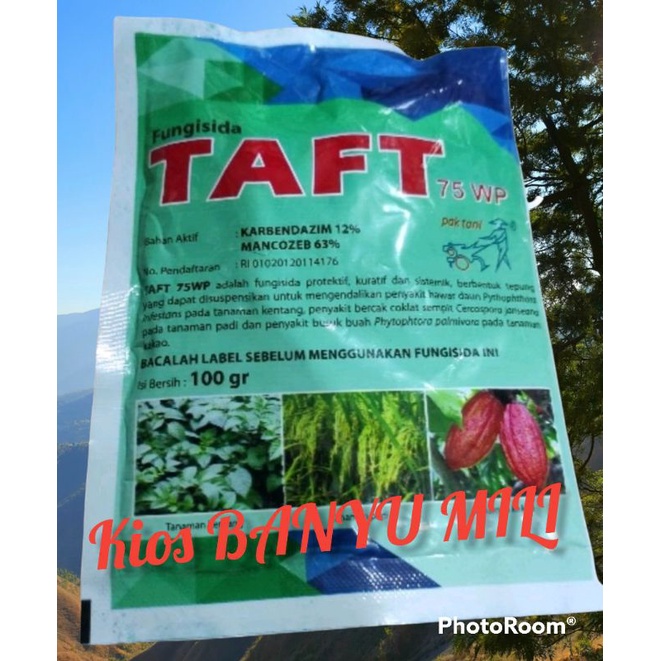 Fungisida
TAFT
75 WP
pak tani
Bahan Aktif : KARBENDAZIM 12%
MANCOZEB 63%
No. Pendaftaran : RI 01020120114176
TAFT 75WP adalah fungisida protektif, kuratif dan sistemik, berbentuk tepung
yang dapat disuspensikan untuk mengendalikan penyakit hawar daun Pythophthora
infestans pada tanaman kentang, penyakit bercak coklat sempit Cercospora janseana
pada tanaman padi dan penyakit busuk buah Phytophtora palmivora pada tanaman
kakao.
BACALAH LABEL SEBELUM MENGGUNAKAN FUNGISIDA INI
Isi Bersih : 100 gr
Tanaman
Kios BANYU MILI
PhotoRoom®